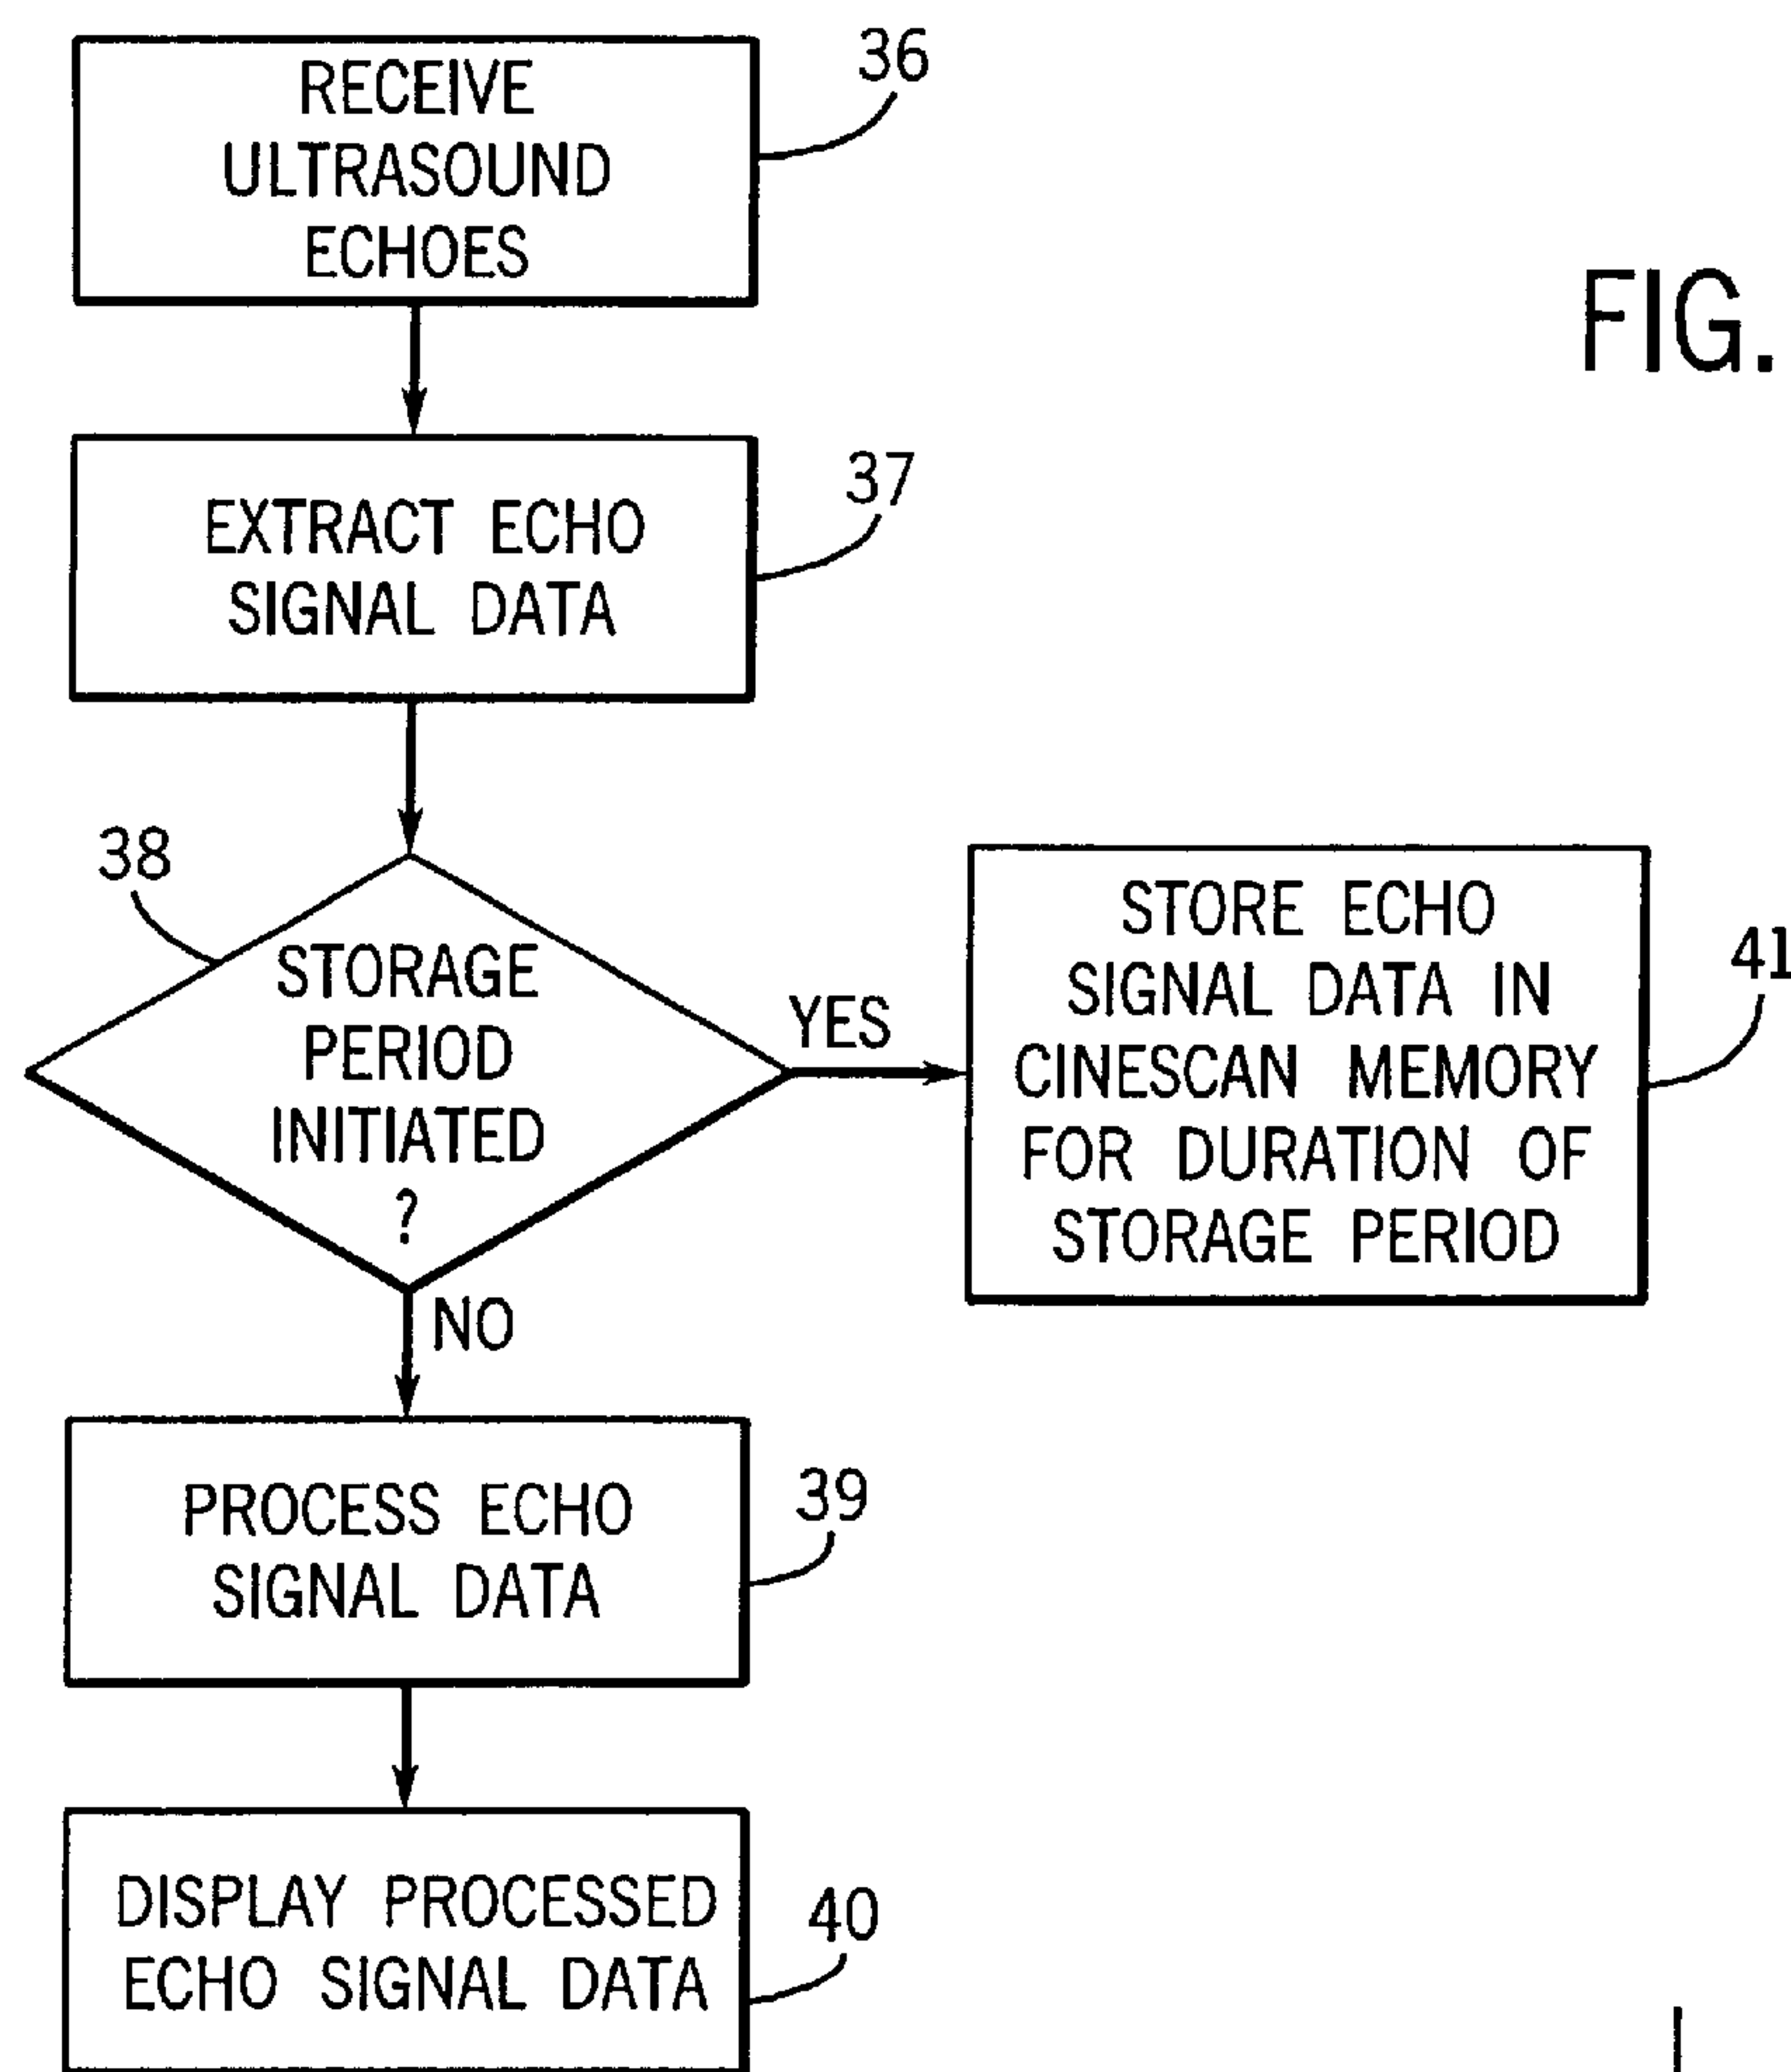 RECEIVE
ULTRASOUND
ECHOES
36
FIG.
EXTRACT ECHO
SIGNAL DATA
37
38
STORAGE
PERIOD
INITIATED
?
YES
STORE ECHO
SIGNAL DATA IN
CINESCAN MEMORY
FOR DURATION OF
STORAGE PERIOD
41
NO
PROCESS ECHO
SIGNAL DATA
39
DISPLAY PROCESSED
ECHO SIGNAL DATA
40